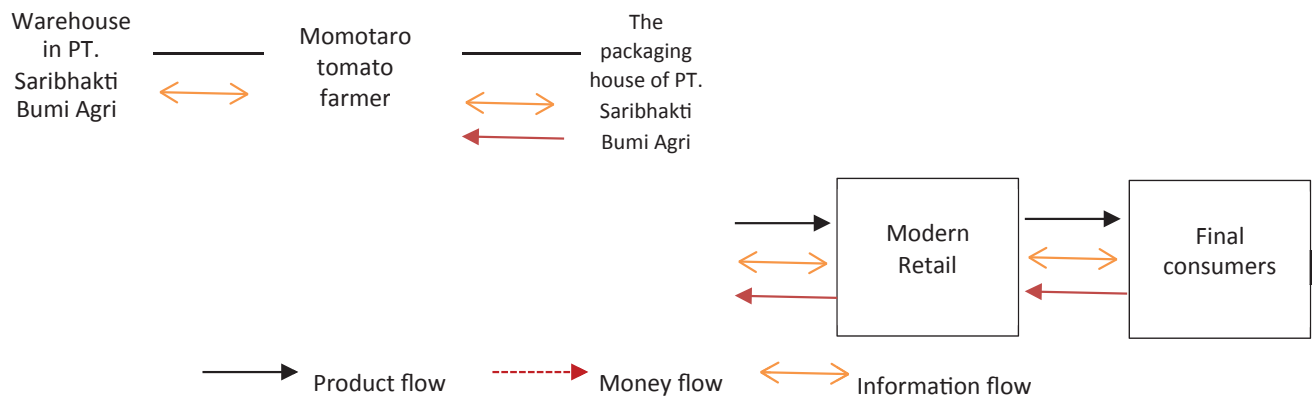 Warehouse
in PT.
Saribhakti
Bumi Agri
Momotaro
tomato
farmer
The
packaging
house of PT.
Saribhakti
Bumi Agri
Modern
Retail
Final
consumers
Product flow
Money flow
Information flow